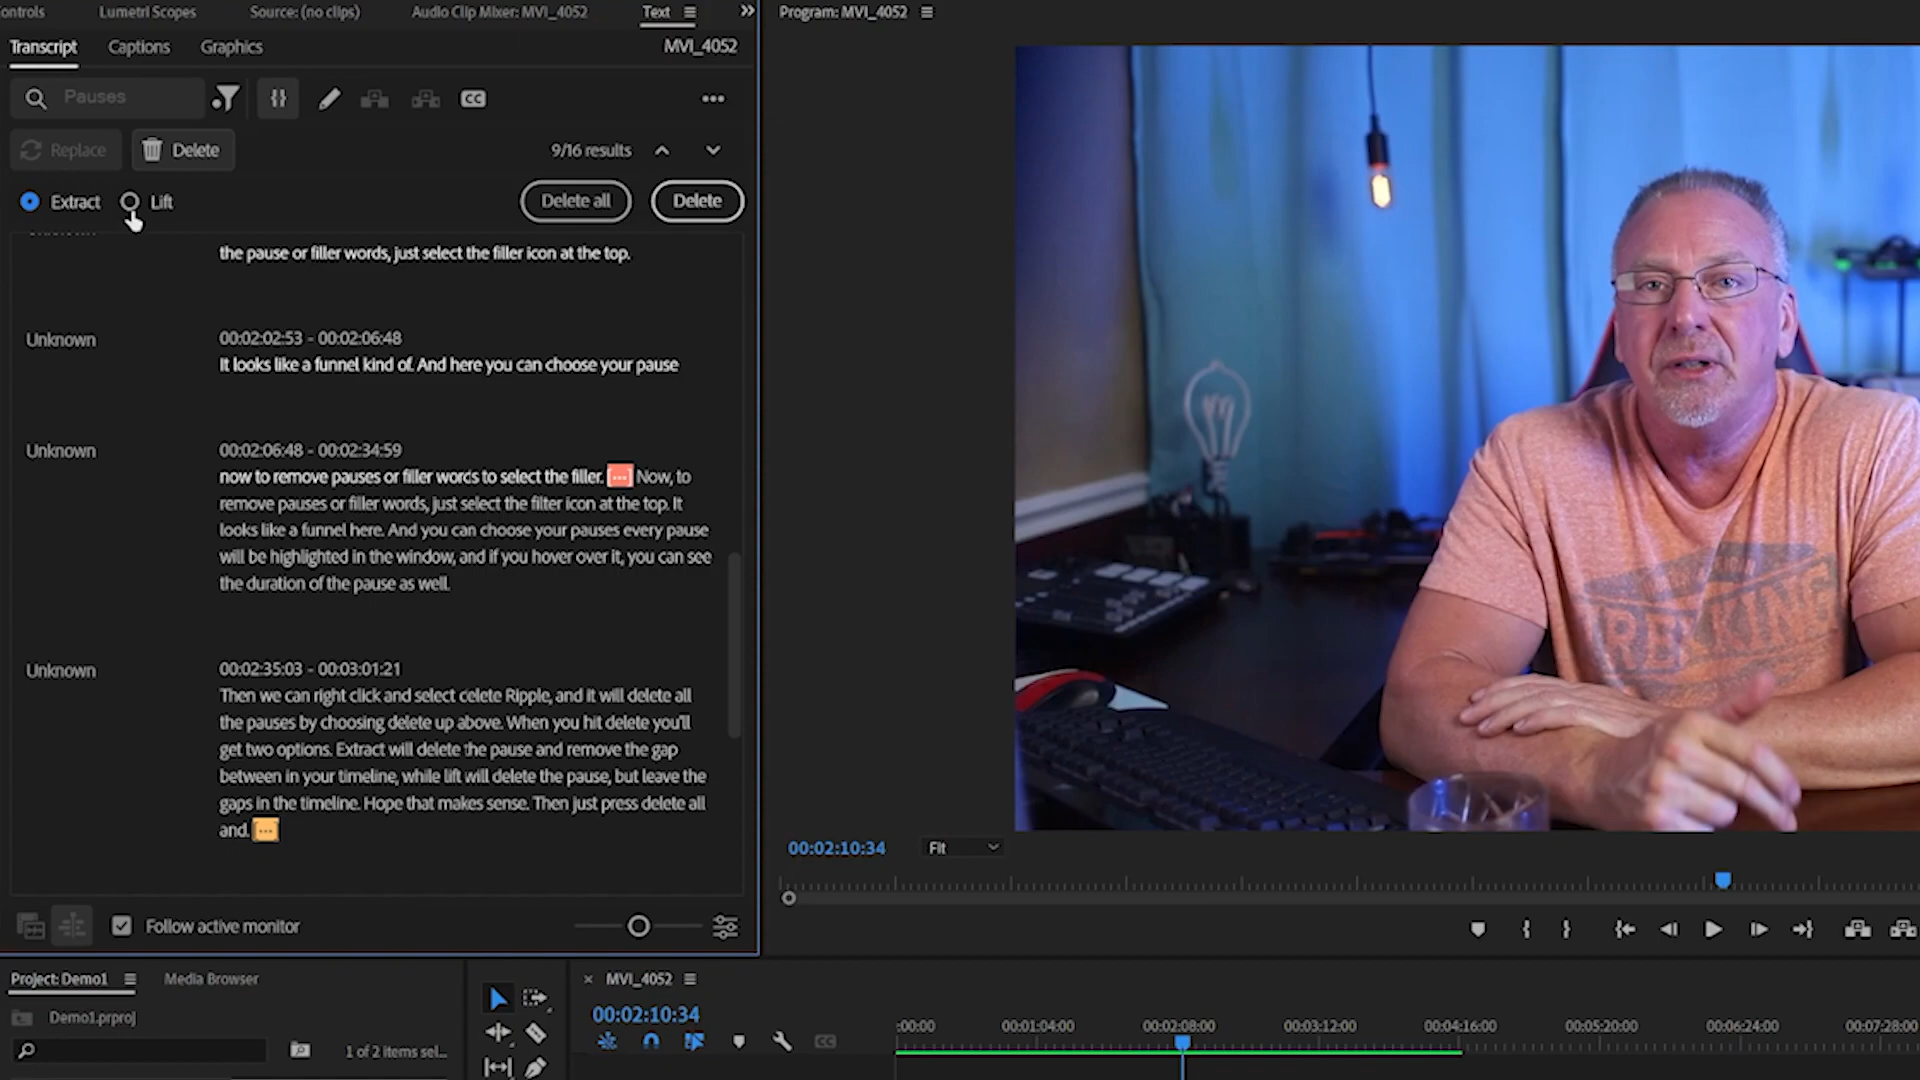 ontrols
Lumetri Scopes
Source: (no clips)
Audio Clip Mixer: MVI_4052
Text
Program: MVI_4052
Transcript
Captions
Graphics
MVI_4052
Pauses
CC
Replace
Delete
9/16 results
Extract
Lift
Delete all
Delete
the pause or filler words, just select the filler icon at the top.
Unknown
00:02:02:53 - 00:02:06:48
It looks like a funnel kind of. And here you can choose your pause
Unknown
00:02:06:48 - 00:02:34:59
now to remove pauses or filler words to select the filler. [...] Now, to
remove pauses or filler words, just select the filter icon at the top. It
looks like a funnel here. And you can choose your pauses every pause
will be highlighted in the window, and if you hover over it, you can see
the duration of the pause as well.
Unknown
00:02:35:03 - 00:03:01:21
Then we can right click and select celete Ripple, and it will delete all
the pauses by choosing delete up above. When you hit delete you'll
get two options. Extract will delete the pause and remove the gap
between in your timeline, while lift will delete the pause, but leave the
gaps in the timeline. Hope that makes sense. Then just press delete all
and. [...]
Follow active monitor
00:02:10:34
Fit
Project: Demo1
Media Browser
Demo1.prproj
1 of 2 items sel...
× MVI_4052
00:02:10:34
CC
:00:00
00:01:04:00
00:02:08:00
00:03:12:00
00:04:16:00
00:05:20:00
00:06:24:00
00:07:28:00